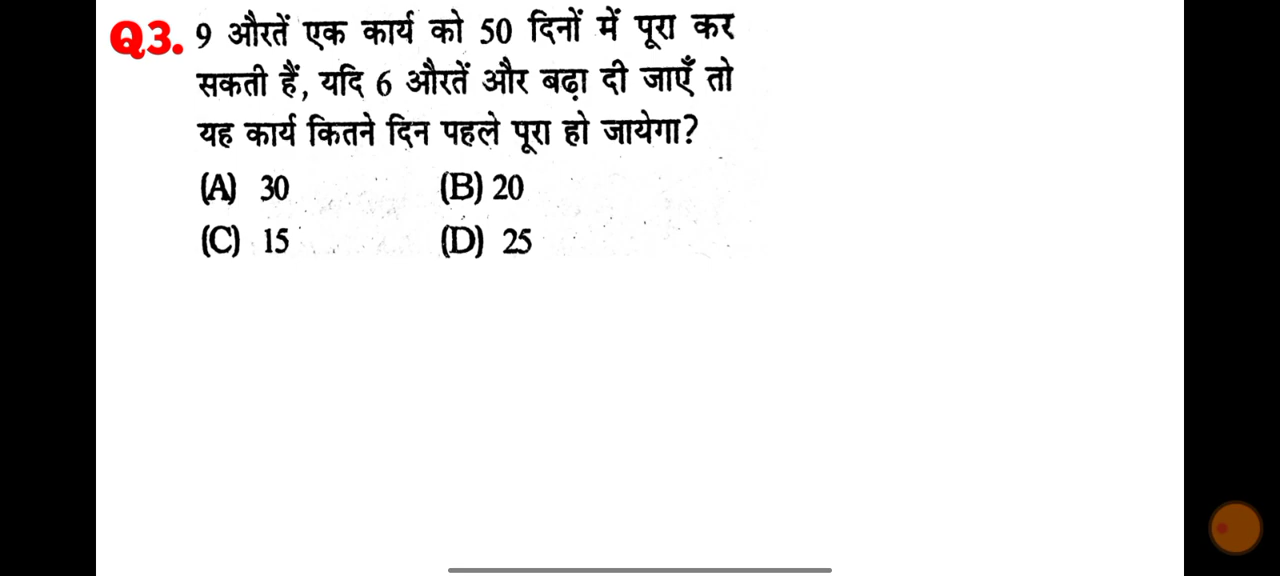 Q3. 9 औरतें एक कार्य को 50 दिनों में पूरा कर
सकती हैं, यदि 6 औरतें और बढ़ा दी जाएँ तो
यह कार्य कितने दिन पहले पूरा हो जायेगा?
(A) 30 (B) 20
(C) 15 (D) 25